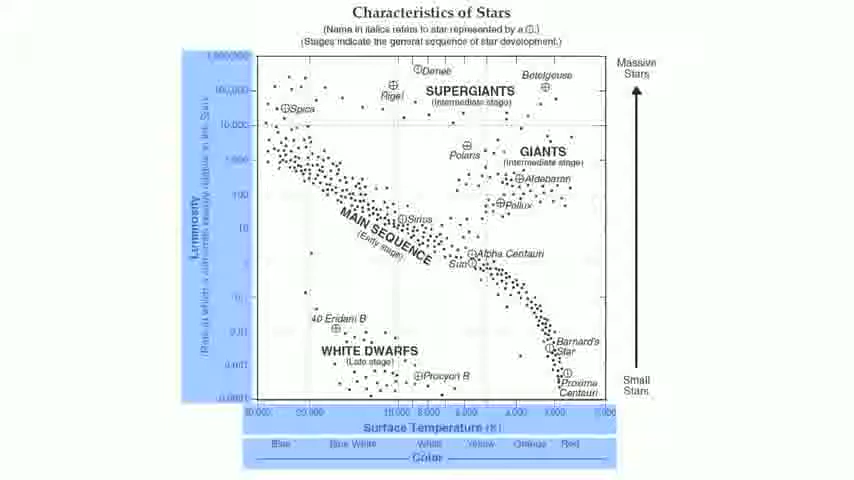 Characteristics of Stars
(Name in italics refers to star represented by a ⊕.)
(Stages indicate the general sequence of star development.)
Massive
Stars
Small
Stars
Luminosity
(Rate at which a star emits energy relative to the Sun)
1,000,000
100,000
10,000
1,000
100
10
1
0.1
0.01
0.001
0.0001
Deneb
Betelgeuse
Rigel
SUPERGIANTS
(Intermediate stage)
Spica
Polaris
GIANTS
(Intermediate stage)
Aldebaran
Pollux
Sirius
MAIN SEQUENCE
(Early stage)
Alpha Centauri
Sun
40 Eridani B
WHITE DWARFS
(Late stage)
Procyon B
Barnard's
Star
Proxima
Centauri
30,000 20,000 10,000 8,000 6,000 4,000 3,000 2,000
Surface Temperature (K)
Blue Blue White White Yellow Orange Red
Color